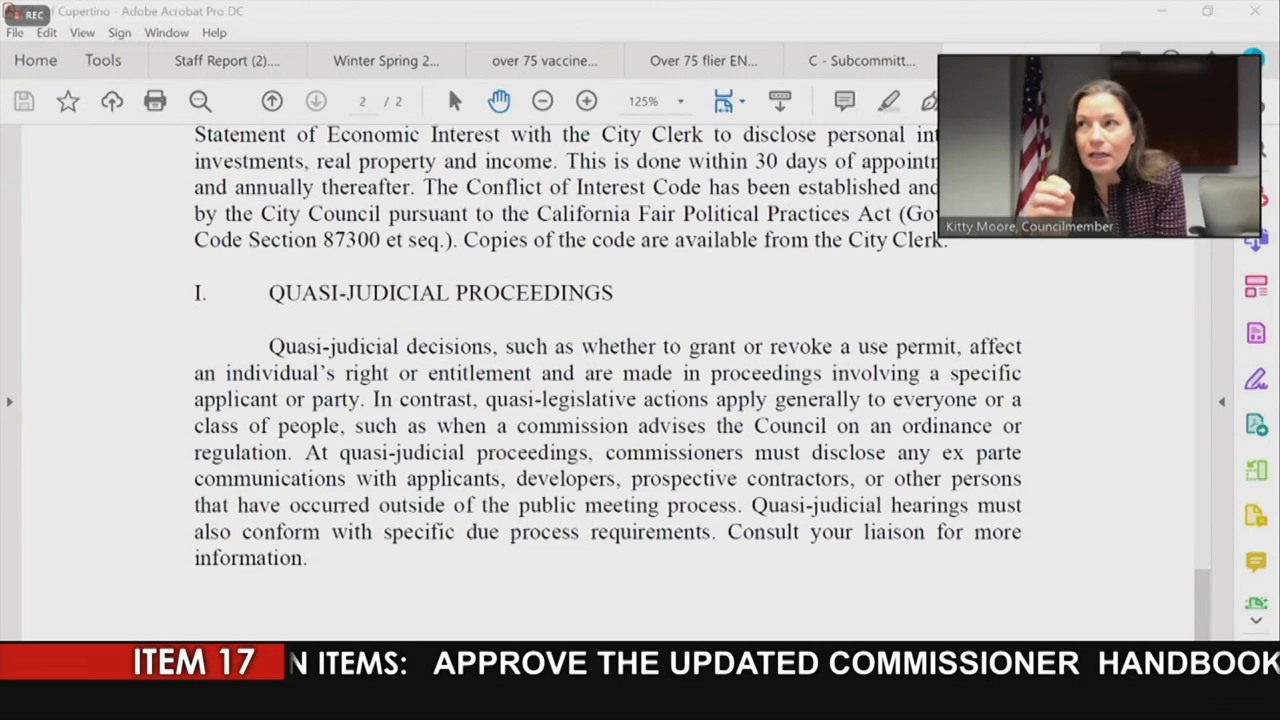 REC
f Cupertino - Adobe Acrobat Pro DC
File Edit View Sign Window Help
Home Tools Staff Report (2).... Winter Spring 2... over 75 vaccine... Over 75 flier EN... C - Subcommitt...
2 / 2 125%
Statement of Economic Interest with the City Clerk to disclose personal
investments, real property and income. This is done within 30 days of
and annually thereafter. The Conflict of Interest Code has been established and
by the City Council pursuant to the California Fair Political Practices Act
Code Section 87300 et seq.). Copies of the code are available from the City Clerk.
Kitty Moore, Councilmember
I. QUASI-JUDICIAL PROCEEDINGS
Quasi-judicial decisions, such as whether to grant or revoke a use permit, affect
an individual's right or entitlement and are made in proceedings involving a specific
applicant or party. In contrast, quasi-legislative actions apply generally to everyone or a
class of people, such as when a commission advises the Council on an ordinance or
regulation. At quasi-judicial proceedings, commissioners must disclose any ex parte
communications with applicants, developers, prospective contractors, or other persons
that have occurred outside of the public meeting process. Quasi-judicial hearings must
also conform with specific due process requirements. Consult your liaison for more
information.
ITEM 17 N ITEMS: APPROVE THE UPDATED COMMISSIONER HANDBOOK